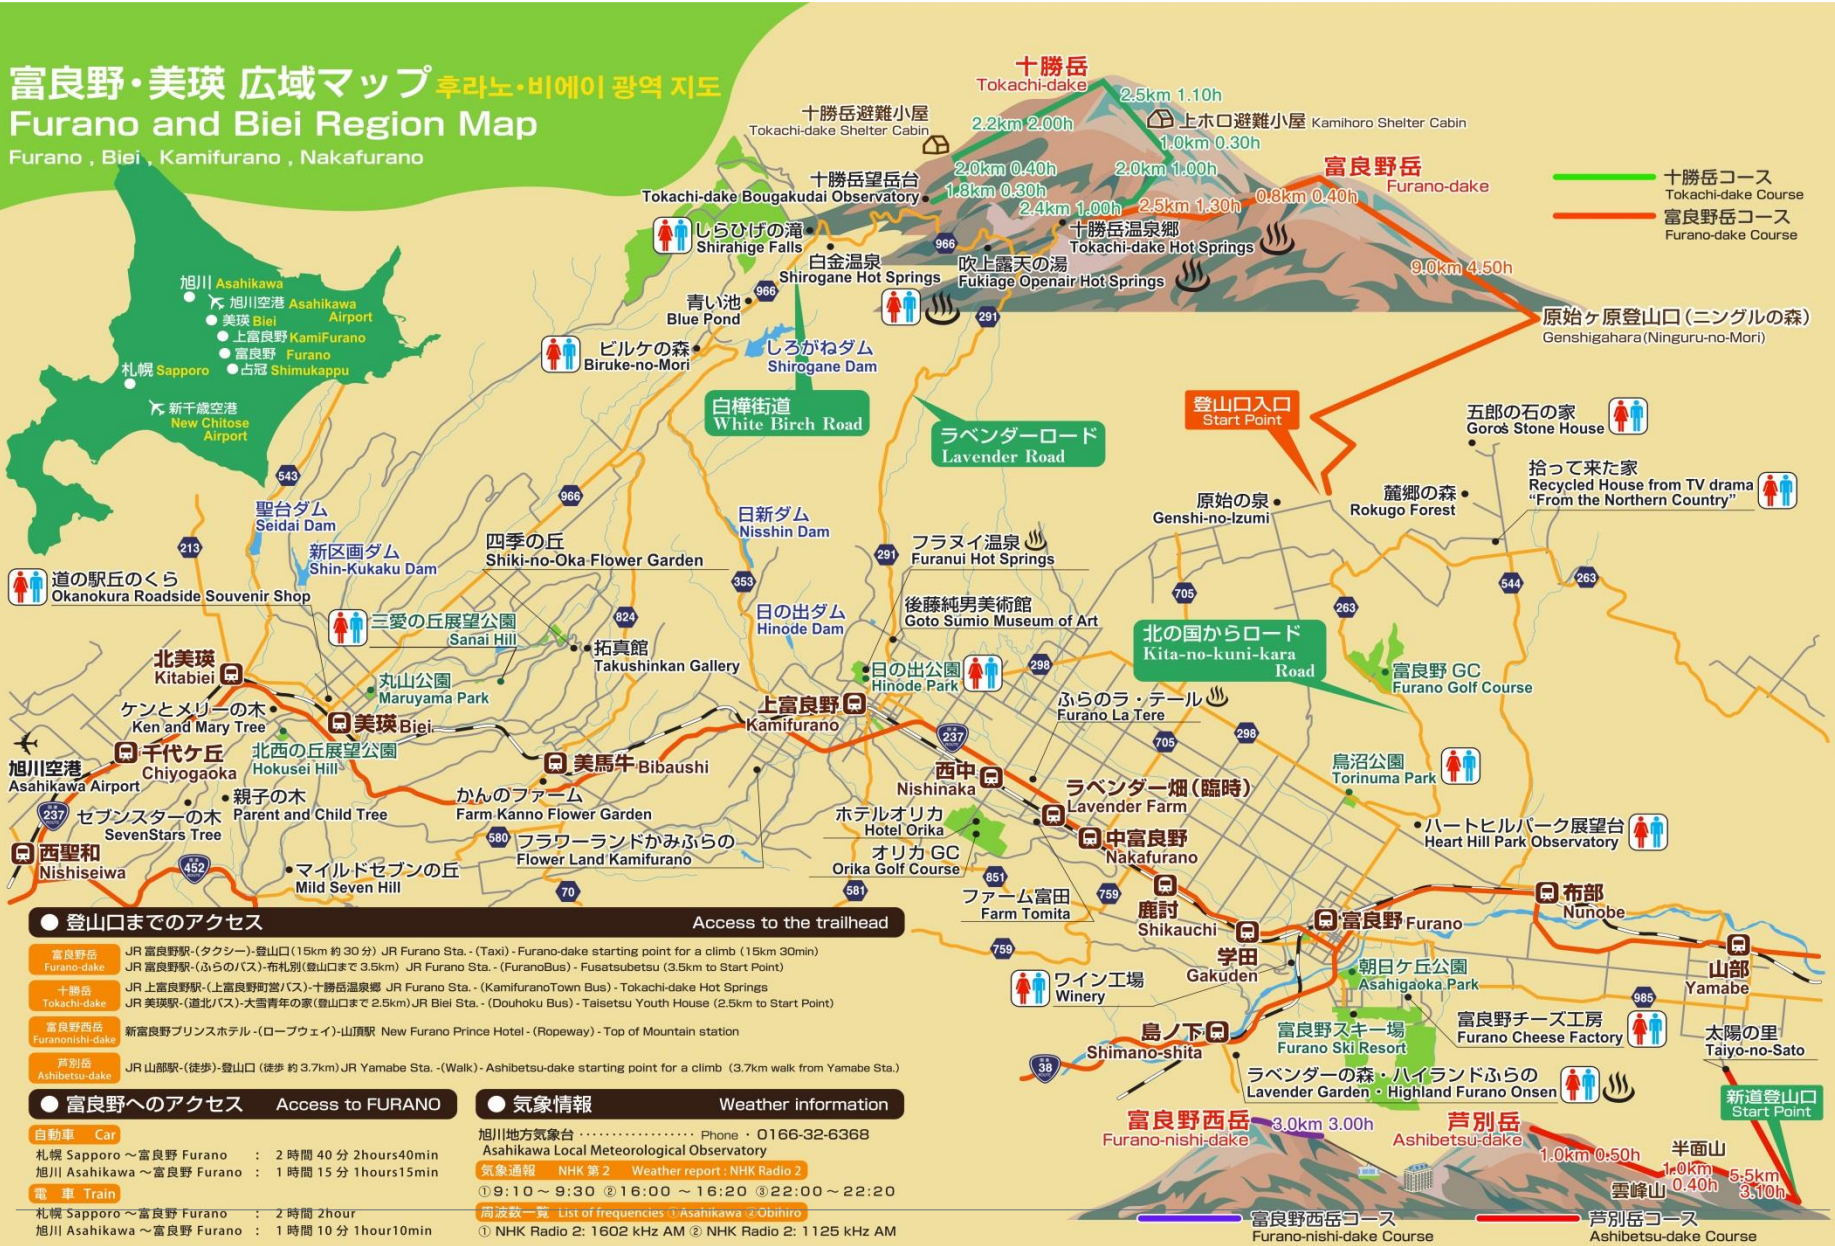 富良野・美瑛 広域マップ 후라노・비에이 광역 지도
Furano and Biei Region Map
Furano , Biei , Kamifurano , Nakafurano
旭川 Asahikawa
旭川空港 Asahikawa Airport
美瑛 Biei
上富良野 KamiFurano
富良野 Furano
占冠 Shimukappu
札幌 Sapporo
新千歳空港
New Chitose
Airport
十勝岳
Tokachi-dake
2.5km 1.10h
2.2km 2.00h
十勝岳避難小屋
Tokachi-dake Shelter Cabin
上ホロ避難小屋 Kamihoro Shelter Cabin
1.0km 0.30h
2.0km 0.40h
2.0km 1.00h
1.8km 0.30h
2.4km 1.00h
富良野岳
Furano-dake
2.5km 1.30h
0.8km 0.40h
9.0km 4.50h
十勝岳コース
Tokachi-dake Course
富良野岳コース
Furano-dake Course
十勝岳望岳台
Tokachi-dake Bougakudai Observatory
しらひげの滝
Shirahige Falls
白金温泉
Shirogane Hot Springs
966
十勝岳温泉郷
Tokachi-dake Hot Springs
吹上露天の湯
Fukiage Openair Hot Springs
青い池
Blue Pond
966
291
ビルケの森
Biruke-no-Mori
しろがねダム
Shirogane Dam
原始ヶ原登山口(ニングルの森)
Genshigahara(Ninguru-no-Mori)
白樺街道
White Birch Road
ラベンダーロード
Lavender Road
登山口入口
Start Point
五郎の石の家
Goro's Stone House
拾って来た家
Recycled House from TV drama
“From the Northern Country”
麓郷の森
Rokugo Forest
原始の泉
Genshi-no-Izumi
543
966
213
聖台ダム
Seidai Dam
新区画ダム
Shin-Kukaku Dam
四季の丘
Shiki-no-Oka Flower Garden
日新ダム
Nisshin Dam
291
フラヌイ温泉
Furanui Hot Springs
道の駅丘のくら
Okanokura Roadside Souvenir Shop
353
824
三愛の丘展望公園
Sanai Hill
日の出ダム
Hinode Dam
後藤純男美術館
Goto Sumio Museum of Art
705
263
544
263
北の国からロード
Kita-no-kuni-kara
Road
拓真館
Takushinkan Gallery
北美瑛
Kitabiei
丸山公園
Maruyama Park
日の出公園
Hinode Park
298
富良野 GC
Furano Golf Course
ケンとメリーの木
Ken and Mary Tree
美瑛 Biei
上富良野
Kamifurano
ふらのラ・テール
Furano La Tere
237
705
298
旭川空港
Asahikawa Airport
千代ケ丘
Chiyogaoka
北西の丘展望公園
Hokusei Hill
美馬牛 Bibaushi
西中
Nishinaka
鳥沼公園
Torinuma Park
ラベンダー畑(臨時)
Lavender Farm
237
セブンスターの木
SevenStars Tree
親子の木
Parent and Child Tree
かんのファーム
Farm Kanno Flower Garden
ホテルオリカ
Hotel Orika
中富良野
Nakafurano
ハートヒルパーク展望台
Heart Hill Park Observatory
西聖和
Nishiseiwa
452
マイルドセブンの丘
Mild Seven Hill
580
フラワーランドかみふらの
Flower Land Kamifurano
オリカ GC
Orika Golf Course
70
581
851
759
ファーム富田
Farm Tomita
鹿討
Shikauchi
富良野 Furano
布部
Nunobe
759
学田
Gakuden
山部
Yamabe
ワイン工場
Winery
朝日ケ丘公園
Asahigaoka Park
985
島ノ下
Shimano-shita
富良野スキー場
Furano Ski Resort
富良野チーズ工房
Furano Cheese Factory
太陽の里
Taiyo-no-Sato
38
ラベンダーの森・ハイランドふらの
Lavender Garden・Highland Furano Onsen
新道登山口
Start Point
富良野西岳
Furano-nishi-dake
3.0km 3.00h
芦別岳
Ashibetsu-dake
1.0km 0.50h
半面山
1.0km
0.40h
雲峰山
5.5km
3.10h
富良野西岳コース
Furano-nishi-dake Course
芦別岳コース
Ashibetsu-dake Course
● 登山口までのアクセス Access to the trailhead
富良野岳
Furano-dake
JR 富良野駅-(タクシー)-登山口(15km 約30分) JR Furano Sta. - (Taxi) - Furano-dake starting point for a climb (15km 30min)
JR 富良野駅-(ふらのバス)-布札別(登山口まで3.5km) JR Furano Sta. - (FuranoBus) - Fusatsubetsu (3.5km to Start Point)
十勝岳
Tokachi-dake
JR 上富良野駅-(上富良野町営バス)-十勝岳温泉郷 JR Furano Sta. - (KamifuranoTown Bus) - Tokachi-dake Hot Springs
JR 美瑛駅-(道北バス)-大雪青年の家(登山口まで2.5km) JR Biei Sta. - (Douhoku Bus) - Taisetsu Youth House (2.5km to Start Point)
富良野西岳
Furanonishi-dake
新富良野プリンスホテル-(ロープウェイ)-山頂駅 New Furano Prince Hotel - (Ropeway) - Top of Mountain station
芦別岳
Ashibetsu-dake
JR 山部駅-(徒歩)-登山口 (徒歩 約3.7km) JR Yamabe Sta. -(Walk) - Ashibetsu-dake starting point for a climb (3.7km walk from Yamabe Sta.)
● 富良野へのアクセス Access to FURANO
自動車 Car
札幌 Sapporo ～富良野 Furano : 2 時間 40 分 2hours40min
旭川 Asahikawa ～富良野 Furano : 1 時間 15 分 1hours15min
電 車 Train
札幌 Sapporo ～富良野 Furano : 2 時間 2hour
旭川 Asahikawa ～富良野 Furano : 1 時間 10 分 1hour10min
● 気象情報 Weather information
旭川地方気象台 ・・・・・・・・・・・・・・・・・・ Phone ・ 0166-32-6368
Asahikawa Local Meteorological Observatory
気象通報 NHK 第2 Weather report : NHK Radio 2
①9:10～9:30 ②16:00 ～16:20 ③22:00～22:20
周波数一覧 List of frequencies ①Asahikawa ②Obihiro
① NHK Radio 2: 1602 kHz AM ② NHK Radio 2: 1125 kHz AM